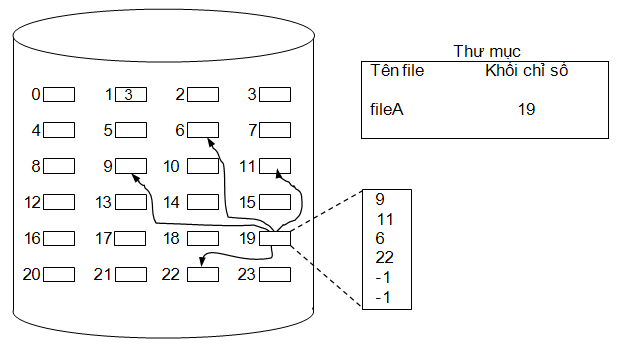 Thư mục
Tên file Khối chỉ số
fileA 19
0 1 3 2 3
4 5 6 7
8 9 10 11
12 13 14 15
16 17 18 19
20 21 22 23
9
11
6
22
-1
-1